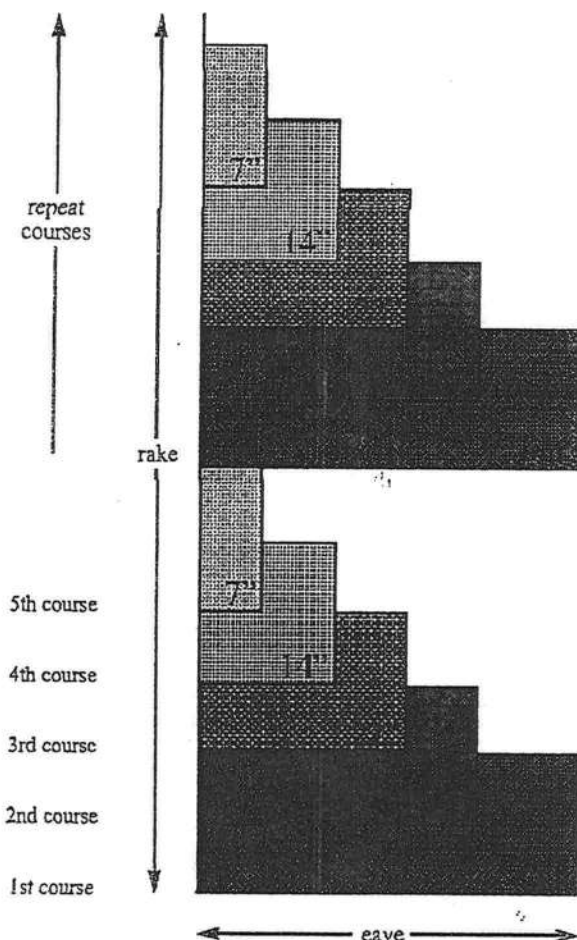 7”
14”
repeat
courses
rake
7”
5th course
14”
4th course
3rd course
2nd course
1st course
eave